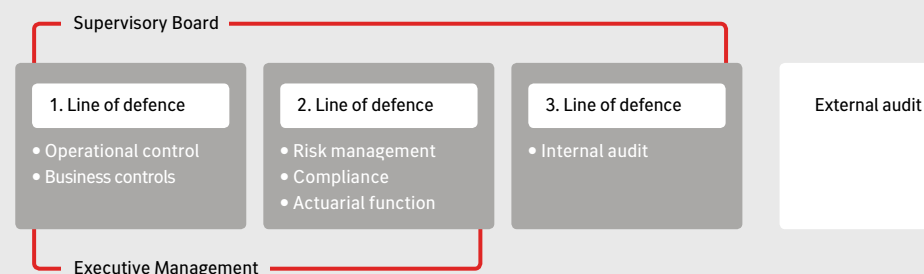 Supervisory Board
1. Line of defence
• Operational control
• Business controls
2. Line of defence
• Risk management
• Compliance
• Actuarial function
3. Line of defence
• Internal audit
External audit
Executive Management